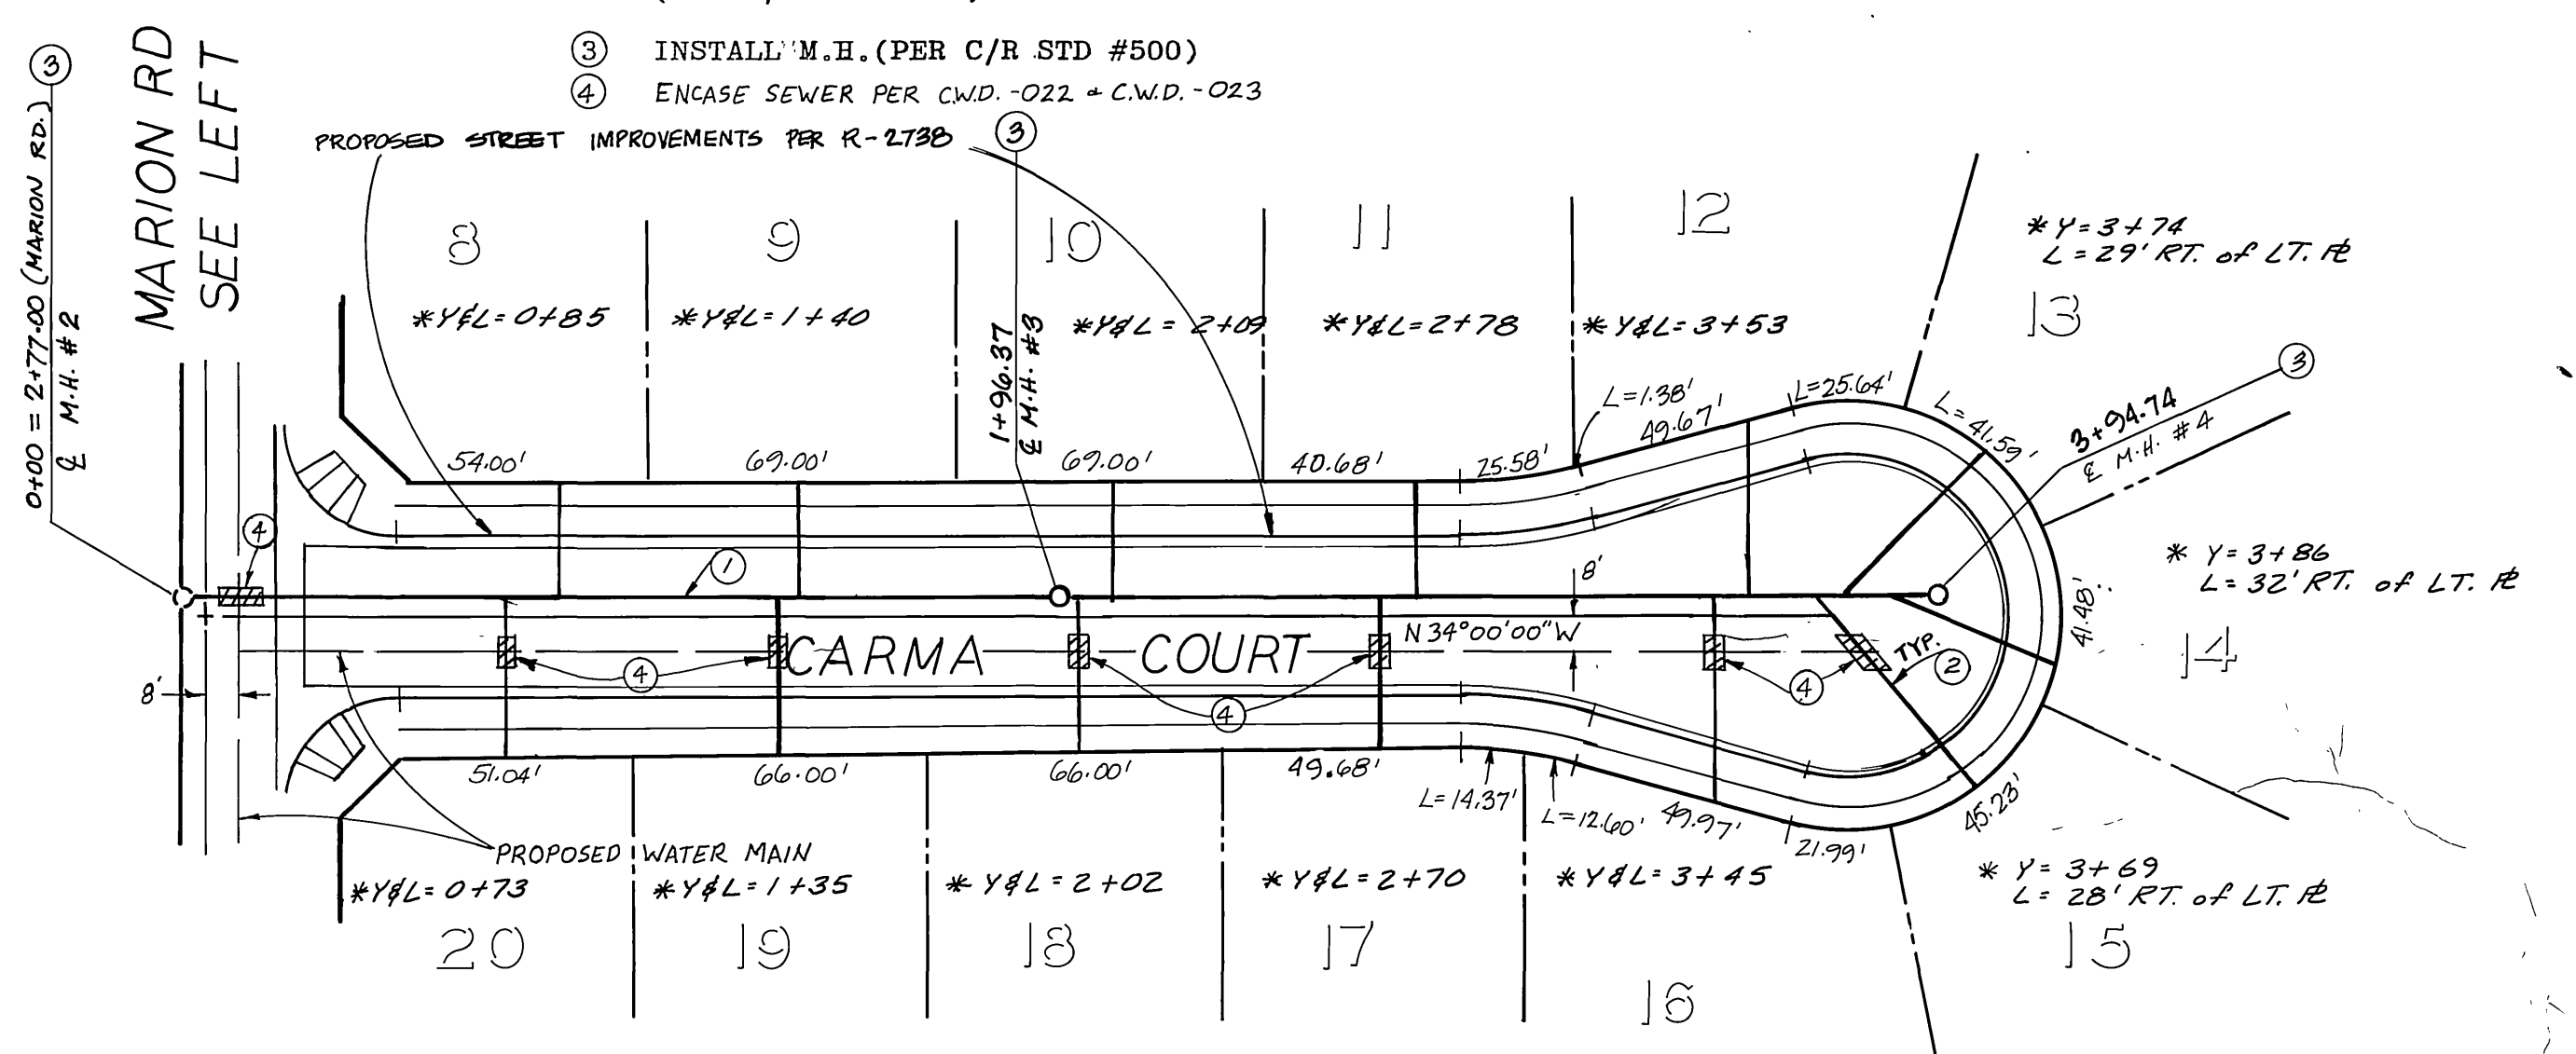 ③ INSTALL M.H. (PER C/R STD #500)
④ ENCASE SEWER PER C.W.D. -022 & C.W.D. -023
PROPOSED STREET IMPROVEMENTS PER R-2738
③
③
0+00 = 2+77.00 (MARION RD.)
℄ M.H. #2
MARION RD
SEE LEFT
8
9
10
11
12
*Y&L= 0+85
*Y&L= 1+40
*Y&L = 2+09
*Y&L= 2+78
*Y&L= 3+53
1+96.37
℄ M.H. #3
* Y = 3+74
L = 29' RT. of LT. ⅊
13
③
3+94.74
℄ M.H. #4
54.00'
69.00'
69.00'
40.68'
25.58'
L=1.38'
49.67'
L=25.64'
L=41.59'
* Y = 3+86
L = 32' RT. of LT. ⅊
14
41.48'
④
①
8'
N 34°00'00" W
CARMA COURT
TYP.
②
④
④
④
8'
51.04'
66.00'
66.00'
49.68'
L=14.37'
L=12.60'
49.97'
21.99'
45.23'
PROPOSED WATER MAIN
*Y&L= 0+73
*Y&L= 1+35
* Y&L = 2+02
* Y&L = 2+70
* Y&L= 3+45
* Y = 3+69
L = 28' RT. of LT. ⅊
20
19
18
17
16
15